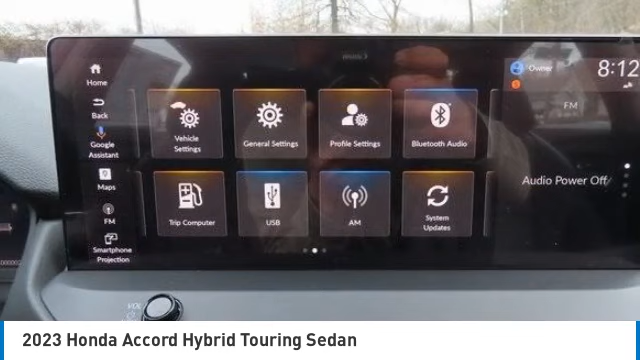 Home
Back
Google
Assistant
Maps
FM
Smartphone
Projection
Vehicle
Settings
General Settings
Profile Settings
Bluetooth Audio
Trip Computer
USB
AM
System
Updates
Owner
8:12
FM
Audio Power Off
VOL
2023 Honda Accord Hybrid Touring Sedan